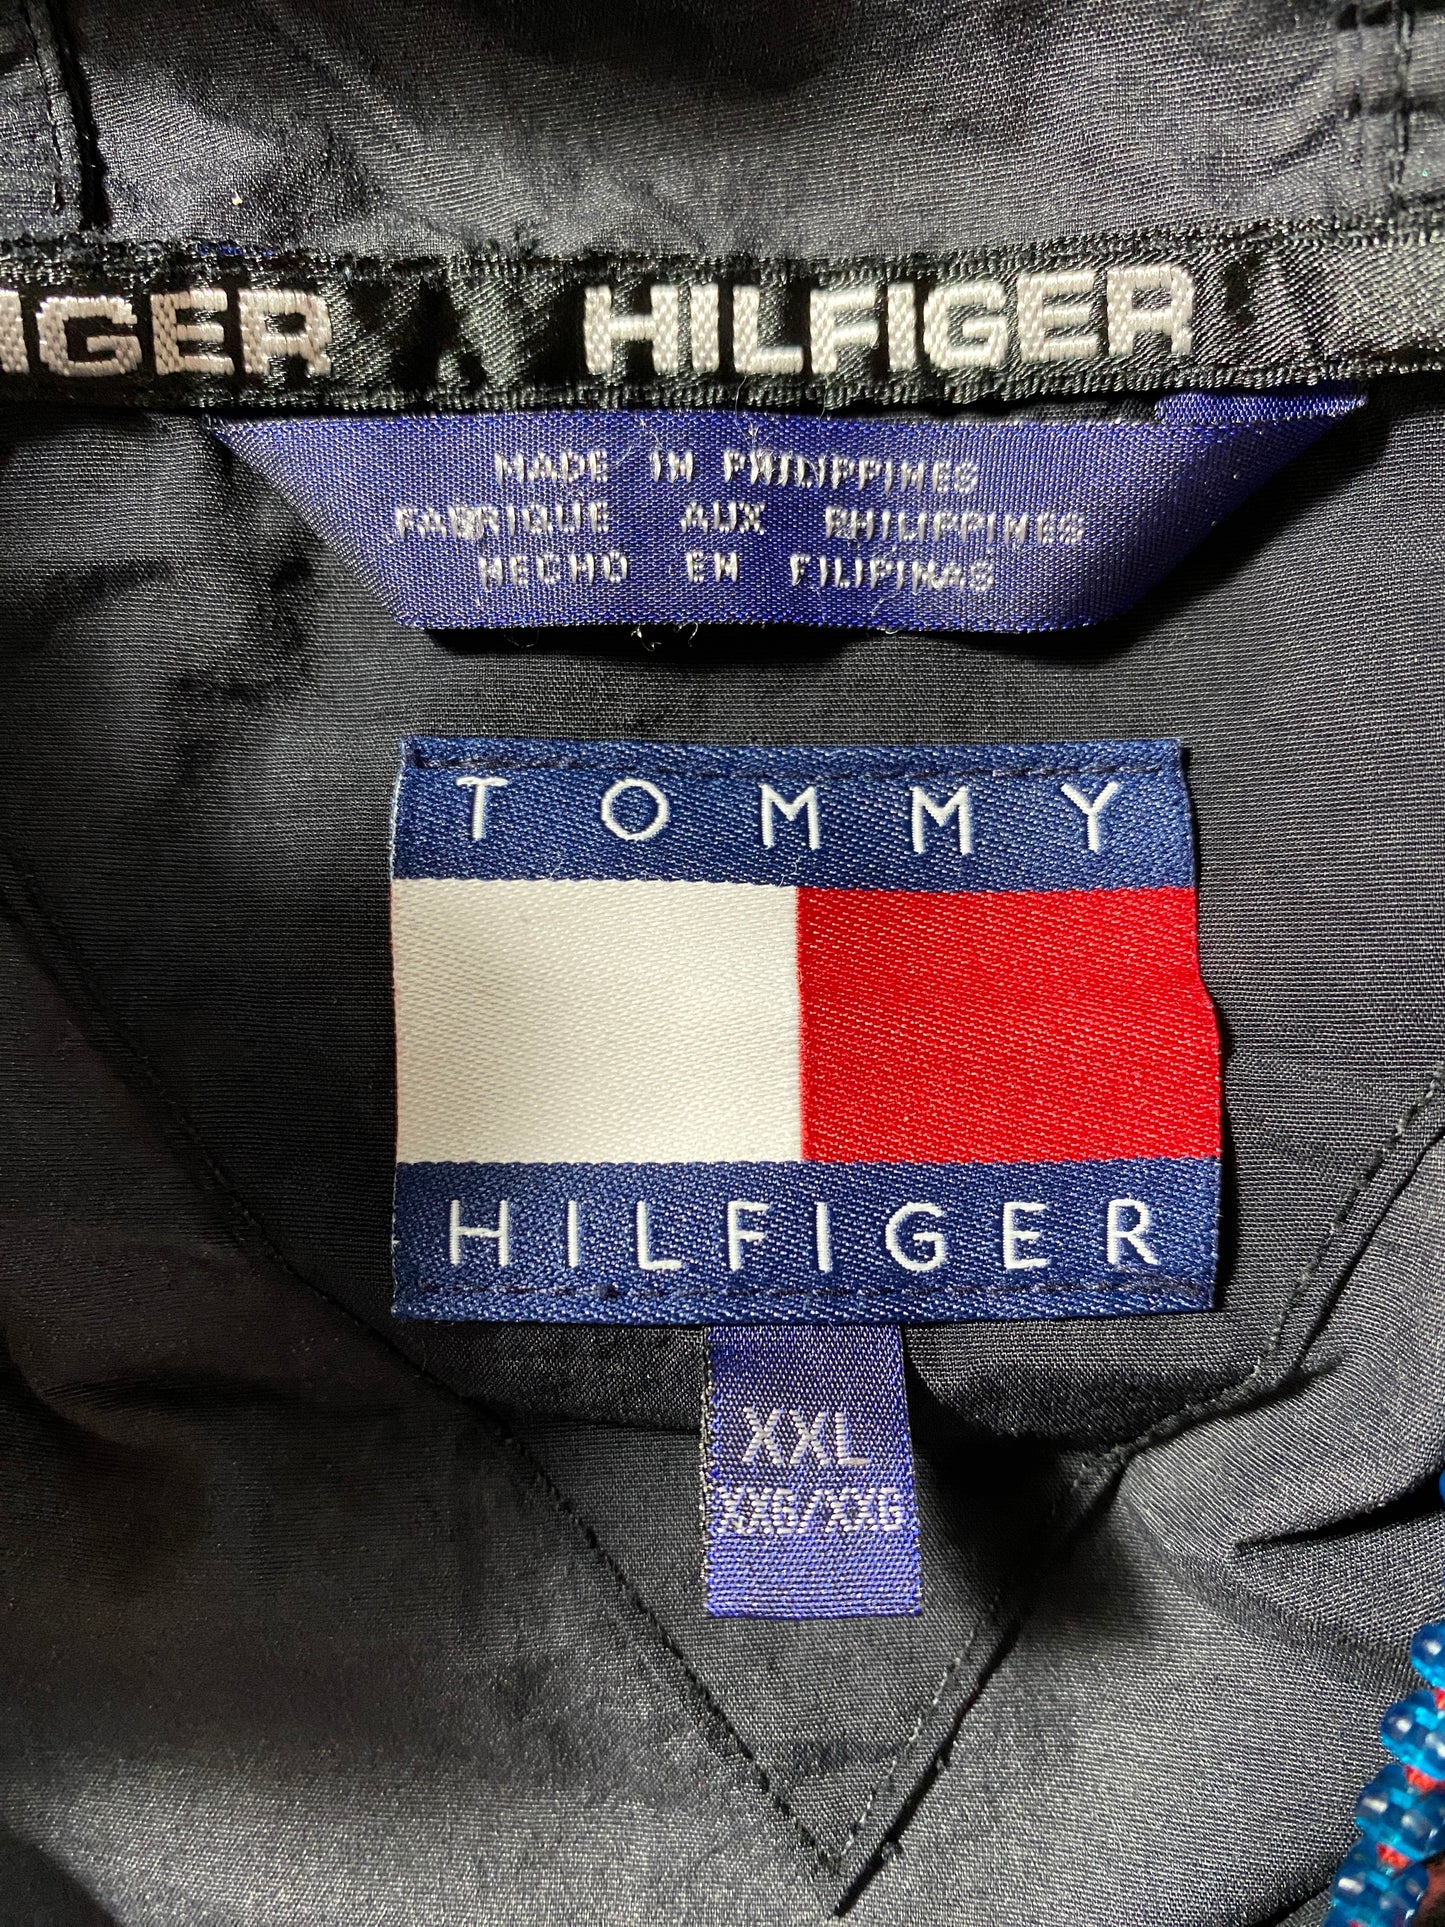 IGER HILFIGER
MADE IN PHILIPPINES
FABRIQUE AUX PHILIPPINES
HECHO EN FILIPINAS
TOMMY
HILFIGER
XXL
XXG/XXG